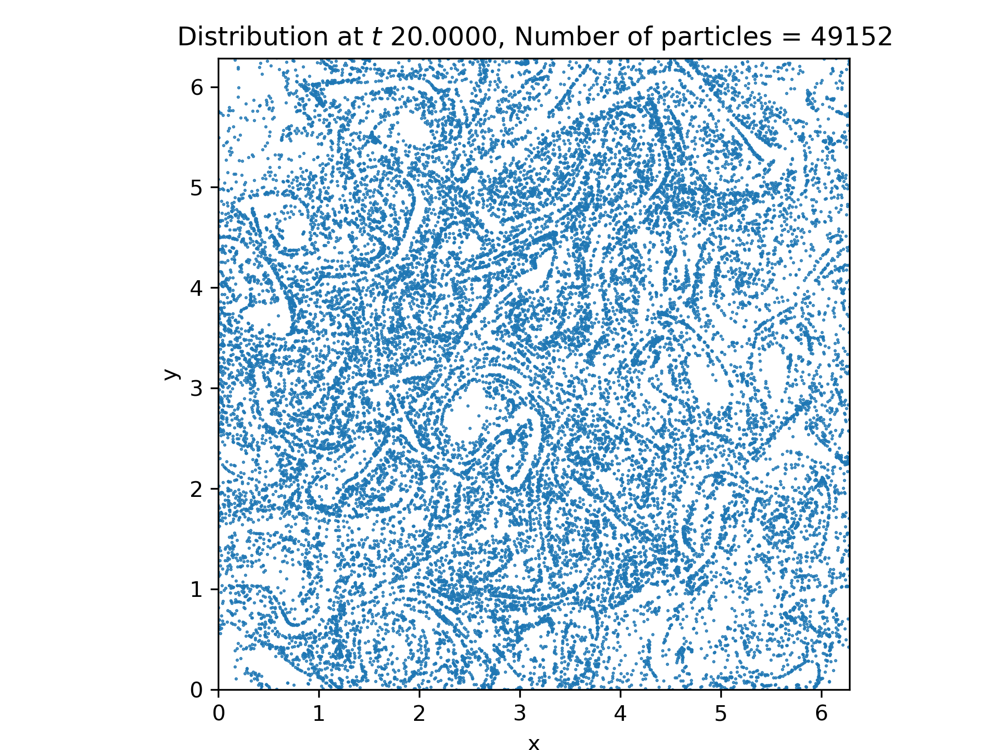 Distribution at t 20.0000, Number of particles = 49152
6
5
4
3
2
1
0
y
0 1 2 3 4 5 6
x